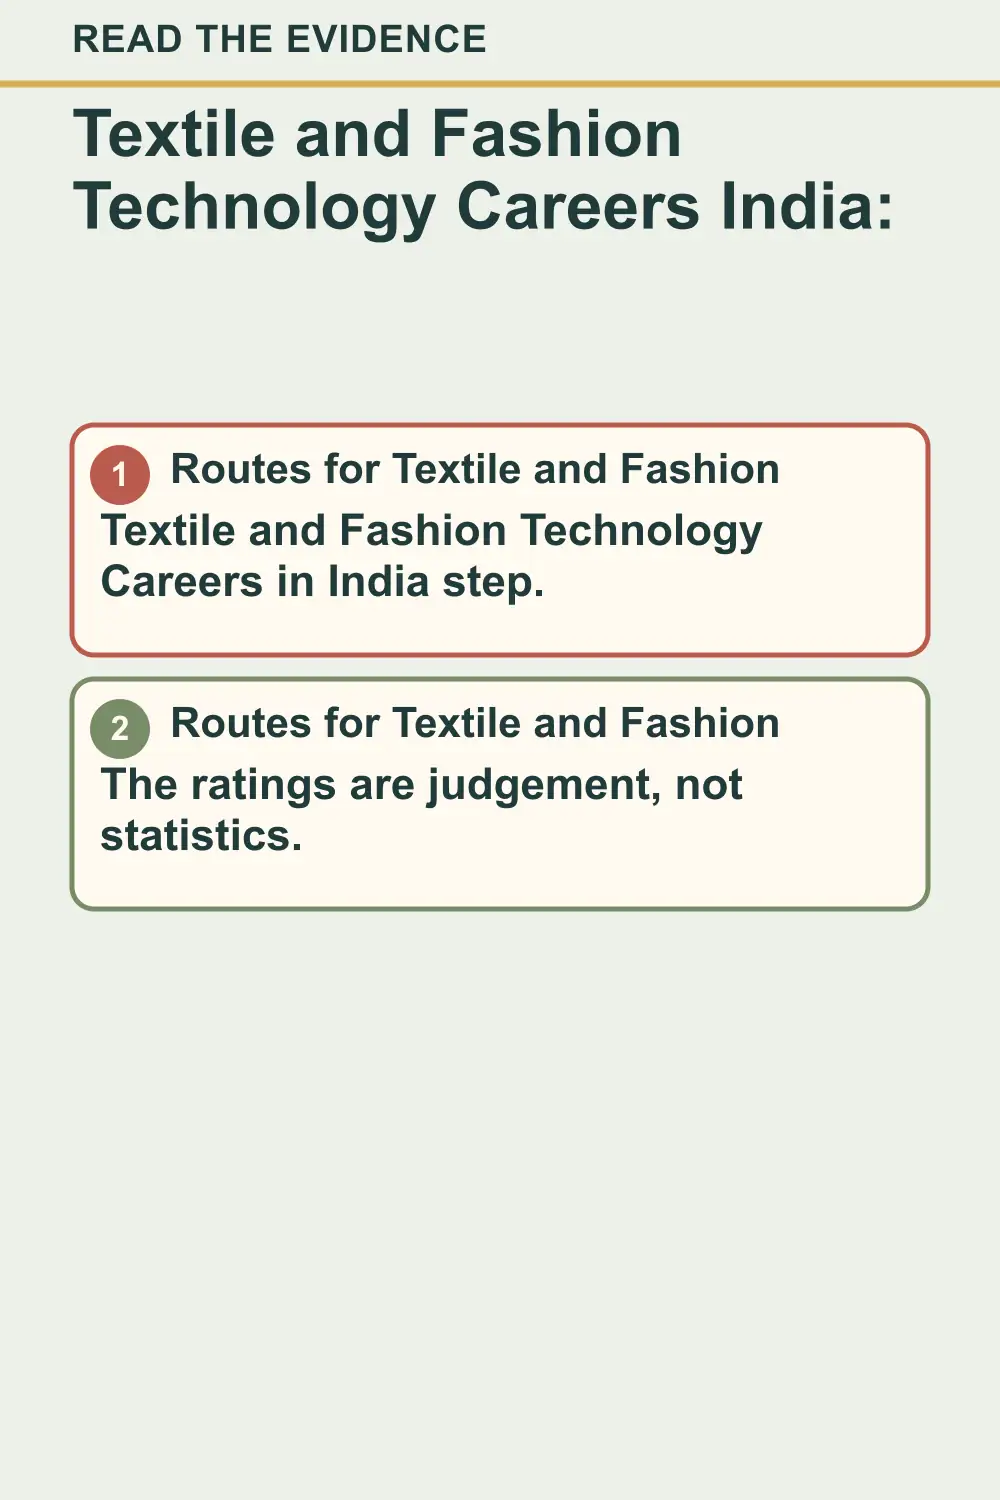 READ THE EVIDENCE
Textile and Fashion
Technology Careers India:
1 Routes for Textile and Fashion
Textile and Fashion Technology
Careers in India step.
2 Routes for Textile and Fashion
The ratings are judgement, not
statistics.